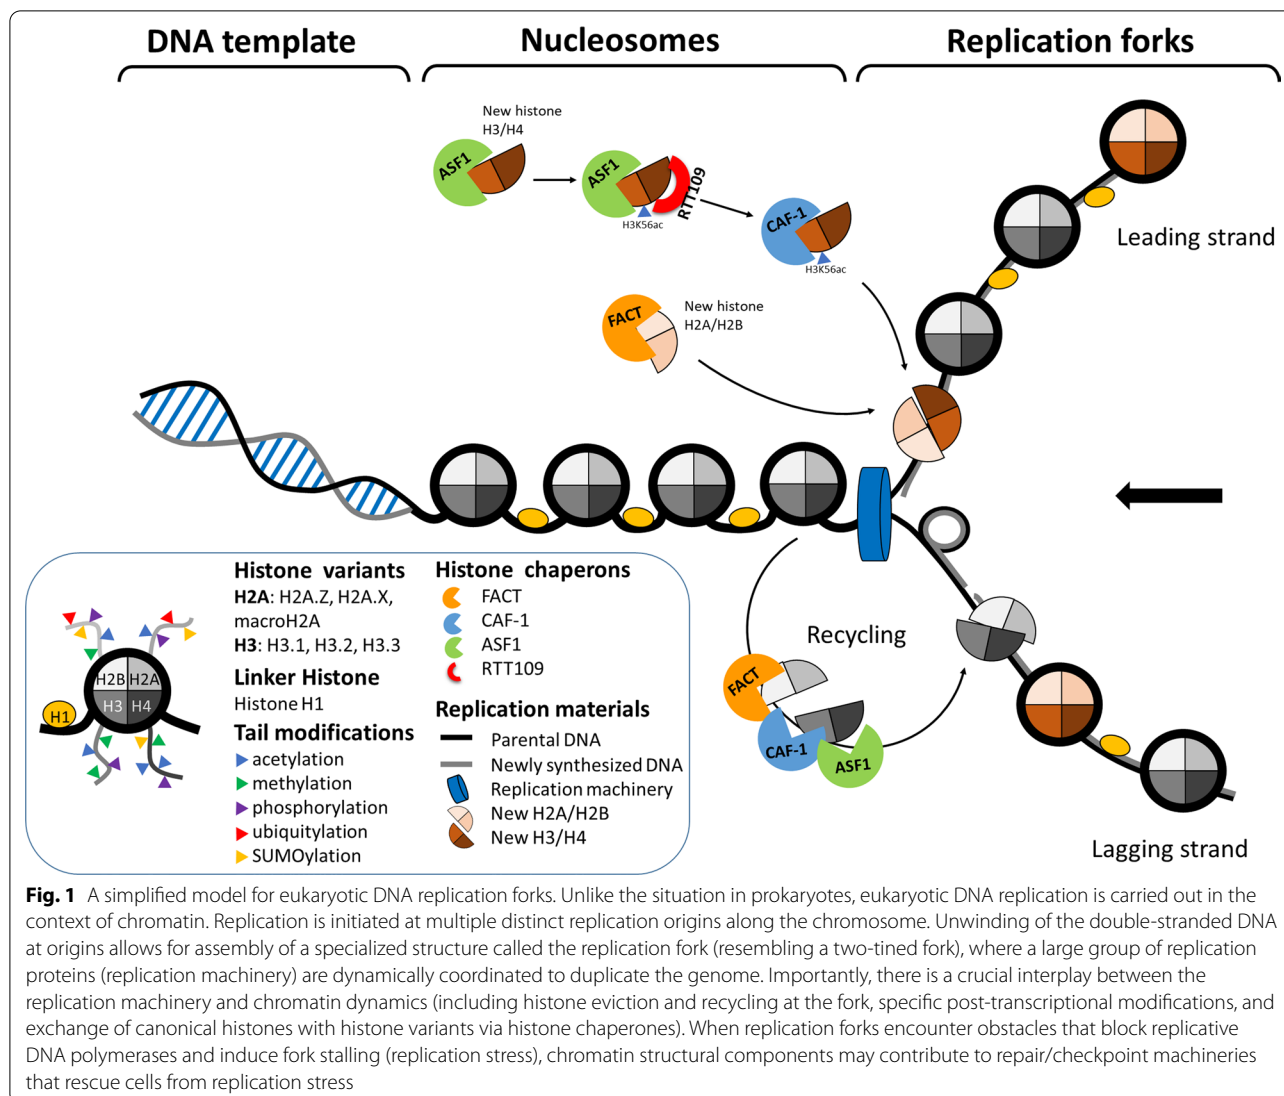 DNA template
Nucleosomes
Replication forks
New histone
H3/H4
ASF1
ASF1
RTT109
H3K56ac
CAF-1
H3K56ac
Leading strand
FACT
New histone
H2A/H2B
Recycling
FACT
CAF-1
ASF1
Lagging strand
H2B H2A
H3 H4
H1
Histone variants
H2A: H2A.Z, H2A.X,
macroH2A
H3: H3.1, H3.2, H3.3
Linker Histone
Histone H1
Tail modifications
acetylation
methylation
phosphorylation
ubiquitylation
SUMOylation
Histone chaperons
FACT
CAF-1
ASF1
RTT109
Replication materials
Parental DNA
Newly synthesized DNA
Replication machinery
New H2A/H2B
New H3/H4
Fig. 1 A simplified model for eukaryotic DNA replication forks. Unlike the situation in prokaryotes, eukaryotic DNA replication is carried out in the
context of chromatin. Replication is initiated at multiple distinct replication origins along the chromosome. Unwinding of the double-stranded DNA
at origins allows for assembly of a specialized structure called the replication fork (resembling a two-tined fork), where a large group of replication
proteins (replication machinery) are dynamically coordinated to duplicate the genome. Importantly, there is a crucial interplay between the
replication machinery and chromatin dynamics (including histone eviction and recycling at the fork, specific post-transcriptional modifications, and
exchange of canonical histones with histone variants via histone chaperones). When replication forks encounter obstacles that block replicative
DNA polymerases and induce fork stalling (replication stress), chromatin structural components may contribute to repair/checkpoint machineries
that rescue cells from replication stress